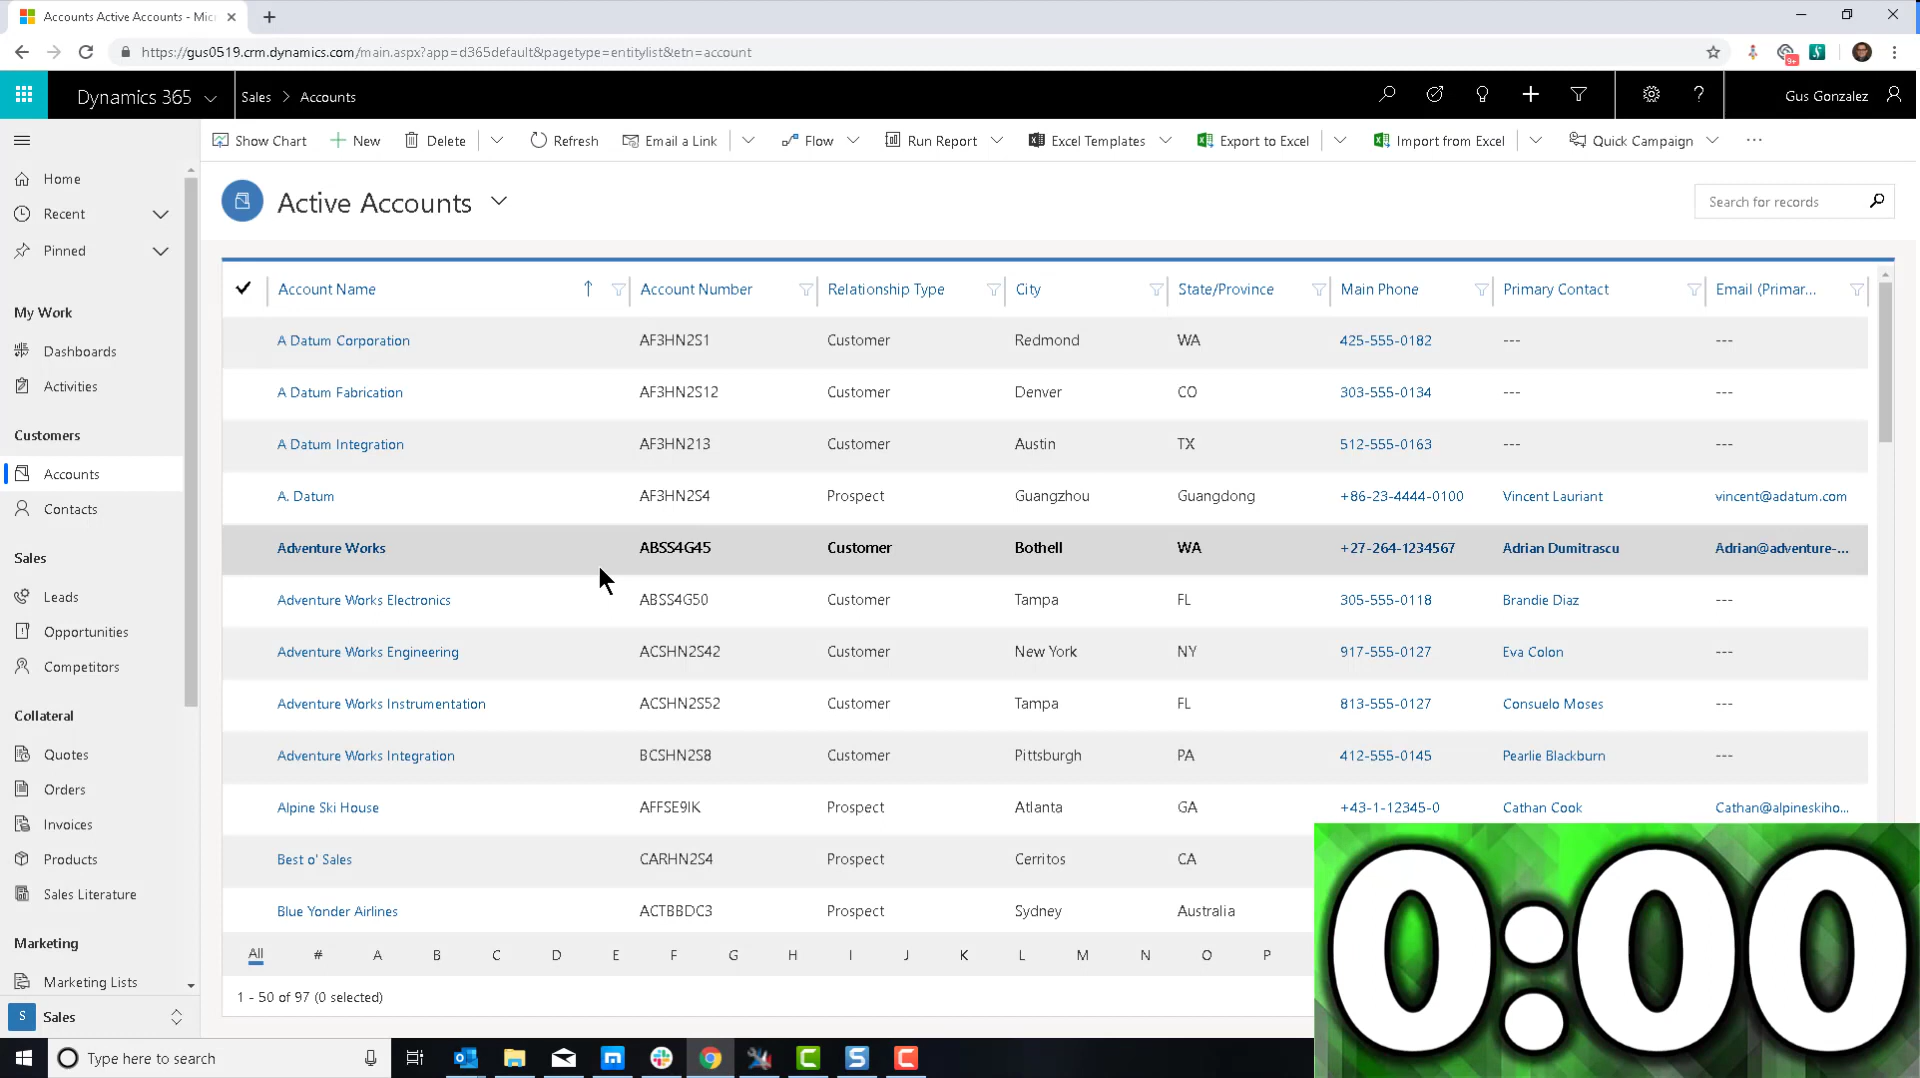 Accounts Active Accounts - Mic
https://gus0519.crm.dynamics.com/main.aspx?app=d365default&pagetype=entitylist&etn=account
9+
Dynamics 365
Sales > Accounts
? Gus Gonzalez
Show Chart New Delete Refresh Email a Link Flow Run Report Excel Templates Export to Excel Import from Excel Quick Campaign ...
Home
Recent
Pinned
My Work
Dashboards
Activities
Customers
Accounts
Contacts
Sales
Leads
Opportunities
Competitors
Collateral
Quotes
Orders
Invoices
Products
Sales Literature
Marketing
Marketing Lists
S Sales
Active Accounts
Search for records
Account Name Account Number Relationship Type City State/Province Main Phone Primary Contact Email (Primar...
A Datum Corporation AF3HN2S1 Customer Redmond WA 425-555-0182 --- ---
A Datum Fabrication AF3HN2S12 Customer Denver CO 303-555-0134 --- ---
A Datum Integration AF3HN213 Customer Austin TX 512-555-0163 --- ---
A. Datum AF3HN2S4 Prospect Guangzhou Guangdong +86-23-4444-0100 Vincent Lauriant vincent@adatum.com
Adventure Works ABSS4G45 Customer Bothell WA +27-264-1234567 Adrian Dumitrascu Adrian@adventure-...
Adventure Works Electronics ABSS4G50 Customer Tampa FL 305-555-0118 Brandie Diaz ---
Adventure Works Engineering ACSHN2S42 Customer New York NY 917-555-0127 Eva Colon ---
Adventure Works Instrumentation ACSHN2S52 Customer Tampa FL 813-555-0127 Consuelo Moses ---
Adventure Works Integration BCSHN2S8 Customer Pittsburgh PA 412-555-0145 Pearlie Blackburn ---
Alpine Ski House AFFSE9IK Prospect Atlanta GA +43-1-12345-0 Cathan Cook Cathan@alpineskiho...
Best o' Sales CARHN2S4 Prospect Cerritos CA
Blue Yonder Airlines ACTBBDC3 Prospect Sydney Australia
All # A B C D E F G H I J K L M N O P
1 - 50 of 97 (0 selected)
0:00
Type here to search